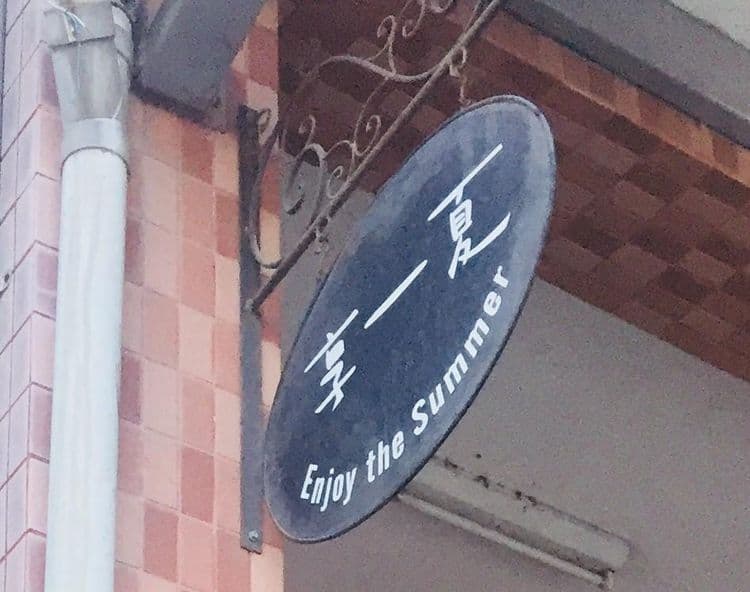 享一夏
Enjoy the Summer